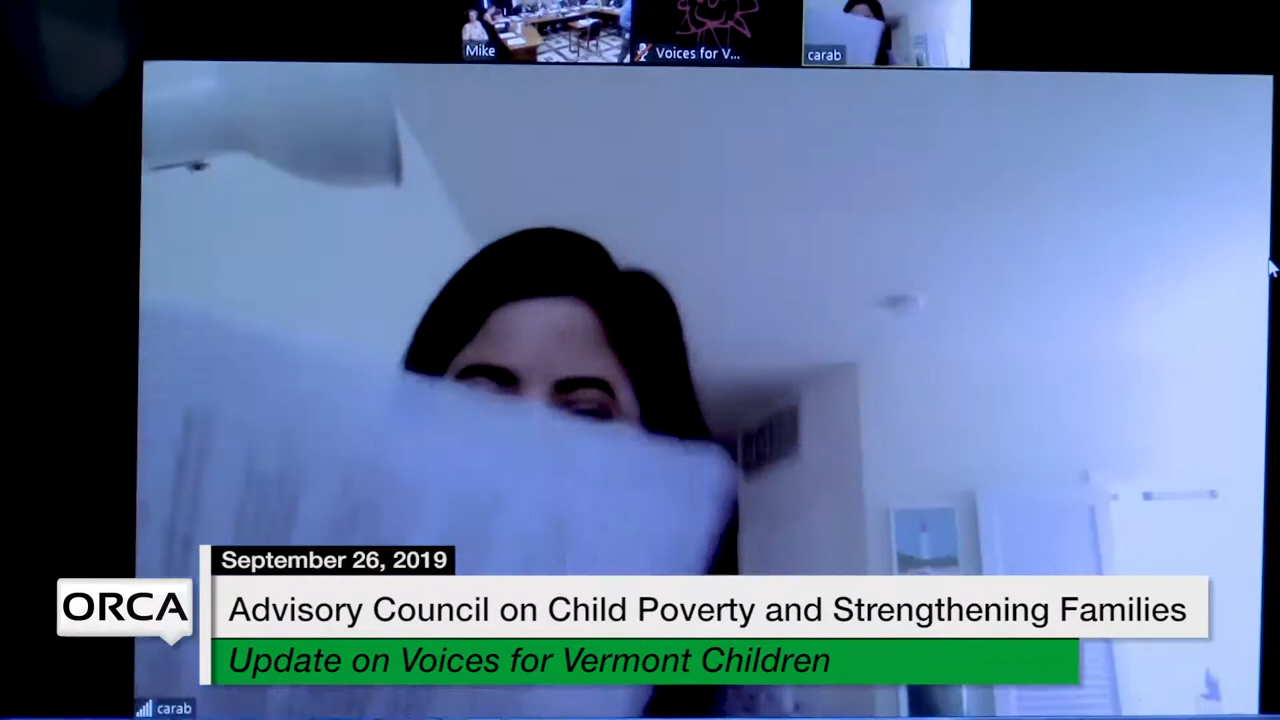 Mike
Voices for V...
carab
September 26, 2019
ORCA
Advisory Council on Child Poverty and Strengthening Families
Update on Voices for Vermont Children
carab